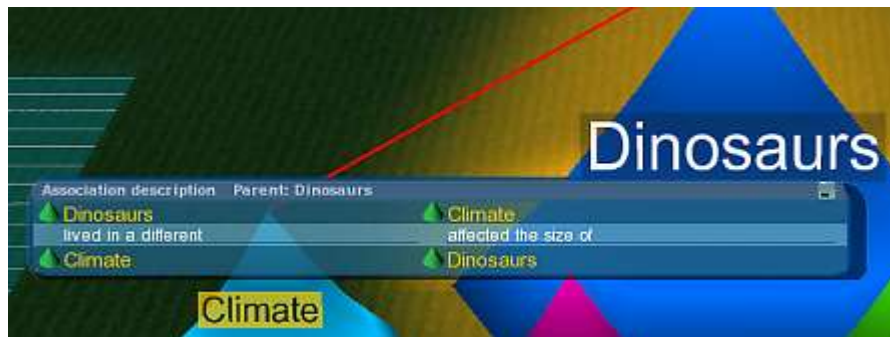 Dinosaurs
Association description Parent: Dinosaurs
Dinosaurs Climate
lived in a different affected the size of
Climate Dinosaurs
Climate